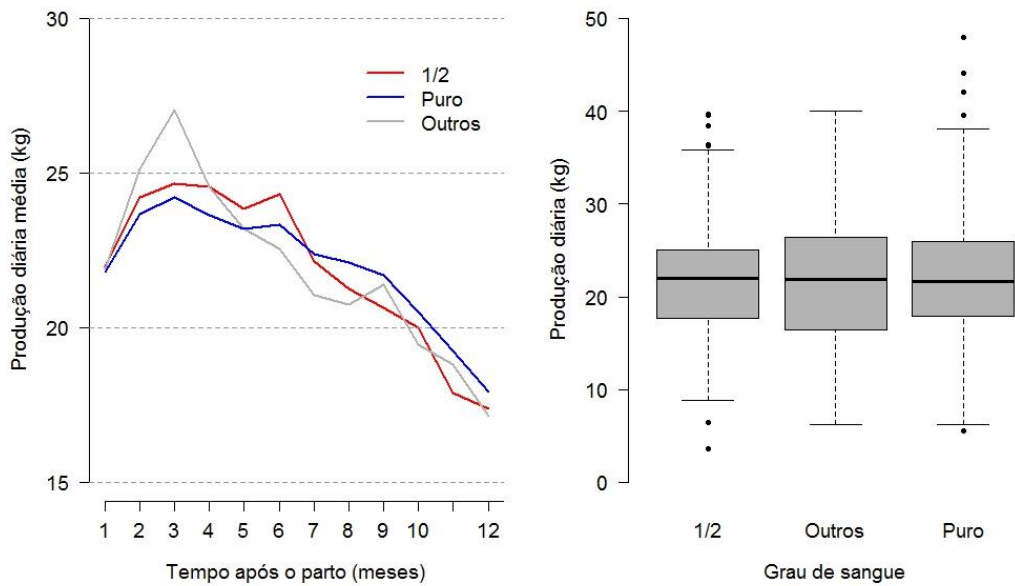 30
25
20
15
Produção diária média (kg)
1/2
Puro
Outros
1 2 3 4 5 6 7 8 9 10 12
Tempo após o parto (meses)
50
40
30
20
10
0
Produção diária (kg)
1/2 Outros Puro
Grau de sangue